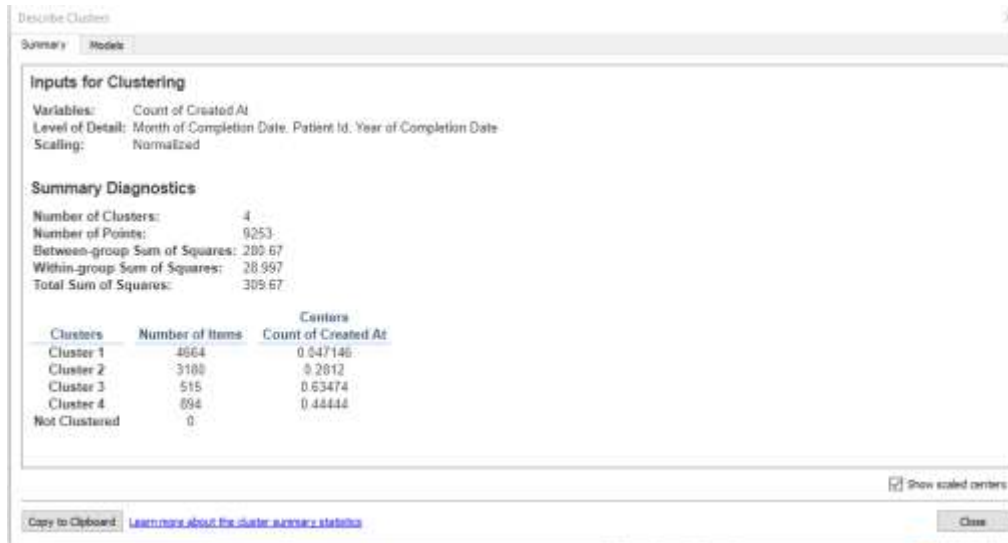 Describe Clusters
Summary Models
Inputs for Clustering
Variables: Count of Created At
Level of Detail: Month of Completion Date, Patient Id, Year of Completion Date
Scaling: Normalized
Summary Diagnostics
Number of Clusters: 4
Number of Points: 9253
Between-group Sum of Squares: 280.67
Within-group Sum of Squares: 28.997
Total Sum of Squares: 309.67
Centers
Clusters Number of Items Count of Created At
Cluster 1 4664 0.047146
Cluster 2 3180 0.2812
Cluster 3 515 0.63474
Cluster 4 894 0.44444
Not Clustered 0
Show scaled centers
Copy to Clipboard Learn more about the cluster summary statistics Close